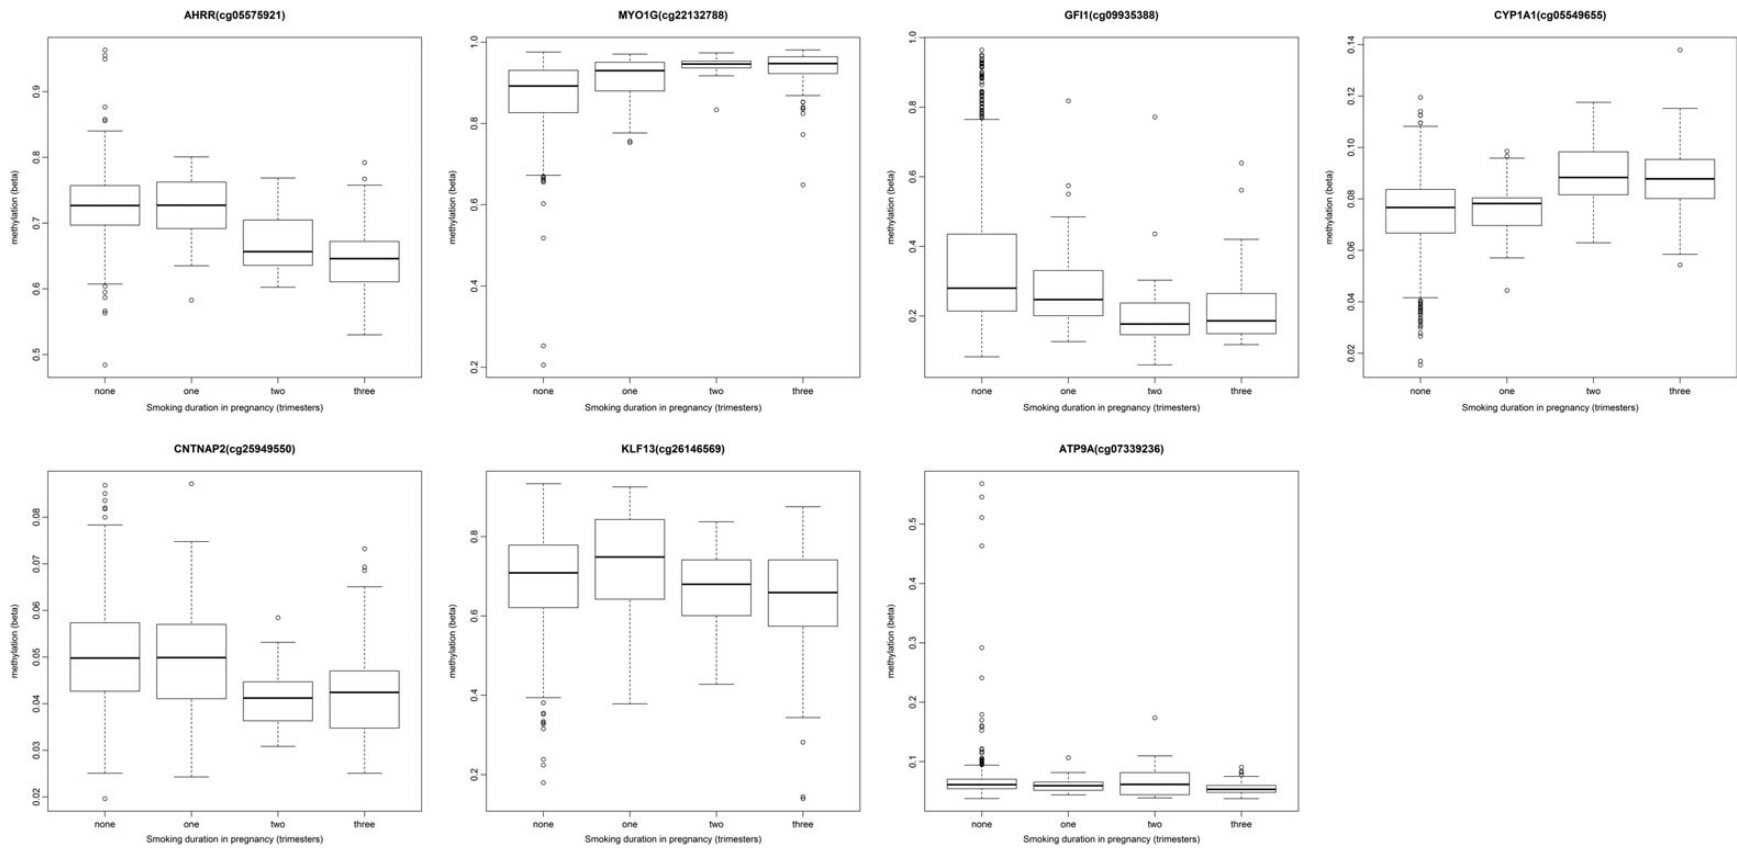 AHRR(cg05575921)
methylation (beta)
0.9
0.8
0.7
0.6
0.5
none one two three
Smoking duration in pregnancy (trimesters)
MYO1G(cg22132788)
methylation (beta)
1.0
0.8
0.6
0.4
0.2
none one two three
Smoking duration in pregnancy (trimesters)
GFI1(cg09935388)
methylation (beta)
1.0
0.8
0.6
0.4
0.2
none one two three
Smoking duration in pregnancy (trimesters)
CYP1A1(cg05549655)
methylation (beta)
0.14
0.12
0.10
0.08
0.06
0.04
0.02
none one two three
Smoking duration in pregnancy (trimesters)
CNTNAP2(cg25949550)
methylation (beta)
0.08
0.07
0.06
0.05
0.04
0.03
0.02
none one two three
Smoking duration in pregnancy (trimesters)
KLF13(cg26146569)
methylation (beta)
0.8
0.6
0.4
0.2
none one two three
Smoking duration in pregnancy (trimesters)
ATP9A(cg07339236)
methylation (beta)
0.5
0.4
0.3
0.2
0.1
none one two three
Smoking duration in pregnancy (trimesters)